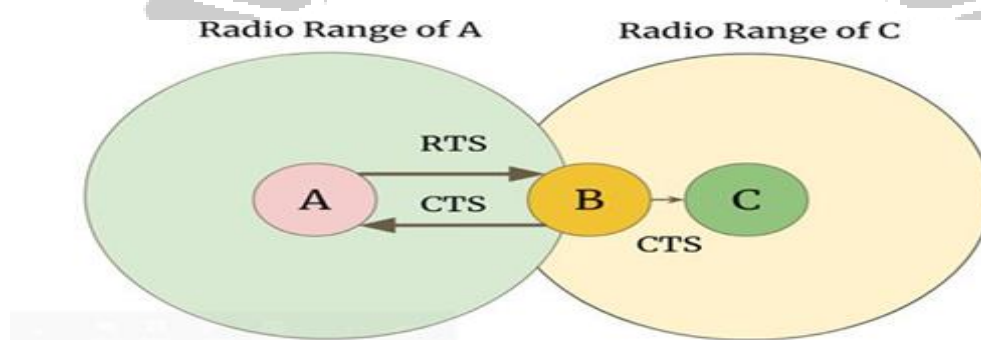 Radio Range of A
Radio Range of C
RTS
A
CTS
B
C
CTS